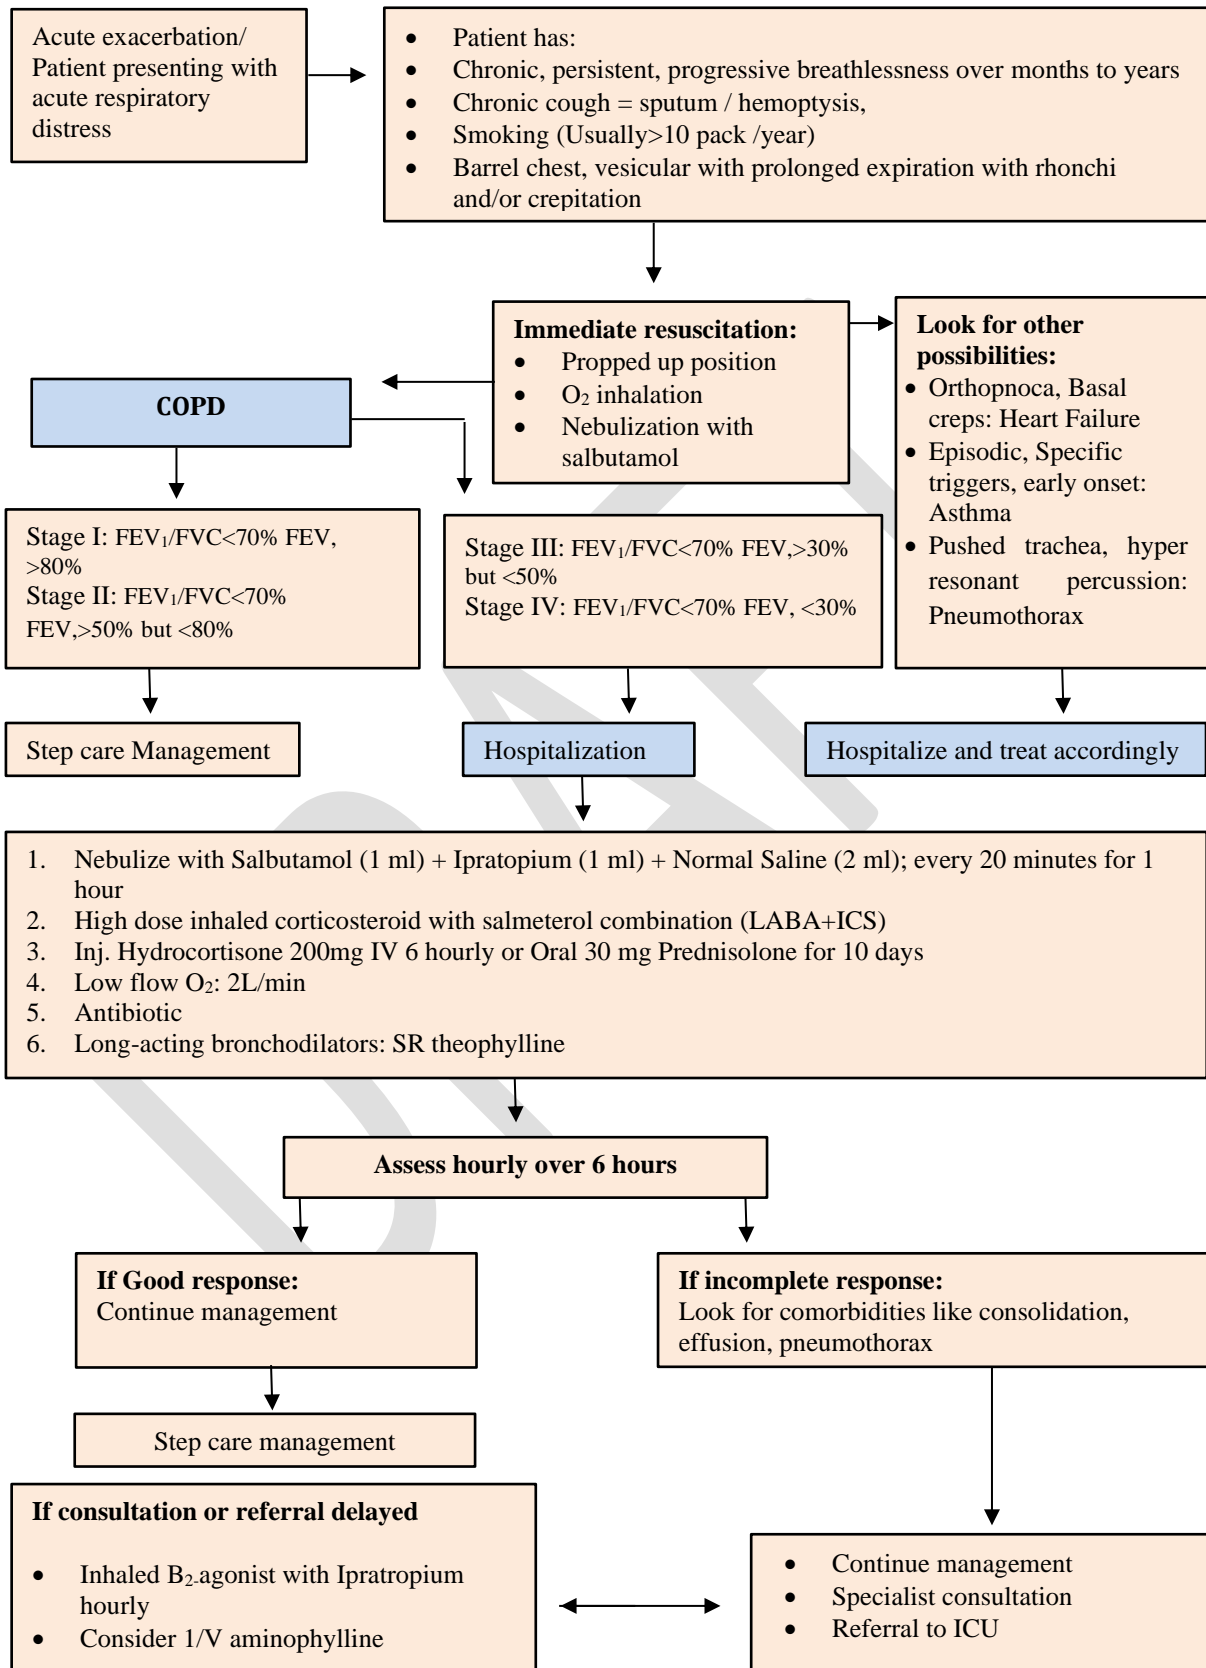 Acute exacerbation/
Patient presenting with
acute respiratory
distress
• Patient has:
• Chronic, persistent, progressive breathlessness over months to years
• Chronic cough = sputum / hemoptysis,
• Smoking (Usually>10 pack /year)
• Barrel chest, vesicular with prolonged expiration with rhonchi
and/or crepitation
Immediate resuscitation:
• Propped up position
• O₂ inhalation
• Nebulization with
salbutamol
Look for other
possibilities:
• Orthopnoca, Basal
creps: Heart Failure
• Episodic, Specific
triggers, early onset:
Asthma
• Pushed trachea, hyper
resonant percussion:
Pneumothorax
COPD
Stage I: FEV₁/FVC<70% FEV,
>80%
Stage II: FEV₁/FVC<70%
FEV,>50% but <80%
Stage III: FEV₁/FVC<70% FEV,>30%
but <50%
Stage IV: FEV₁/FVC<70% FEV, <30%
Step care Management
Hospitalization
Hospitalize and treat accordingly
1. Nebulize with Salbutamol (1 ml) + Ipratopium (1 ml) + Normal Saline (2 ml); every 20 minutes for 1
hour
2. High dose inhaled corticosteroid with salmeterol combination (LABA+ICS)
3. Inj. Hydrocortisone 200mg IV 6 hourly or Oral 30 mg Prednisolone for 10 days
4. Low flow O₂: 2L/min
5. Antibiotic
6. Long-acting bronchodilators: SR theophylline
Assess hourly over 6 hours
If Good response:
Continue management
If incomplete response:
Look for comorbidities like consolidation,
effusion, pneumothorax
Step care management
If consultation or referral delayed
• Inhaled B₂-agonist with Ipratropium
hourly
• Consider 1/V aminophylline
• Continue management
• Specialist consultation
• Referral to ICU
DRAFT